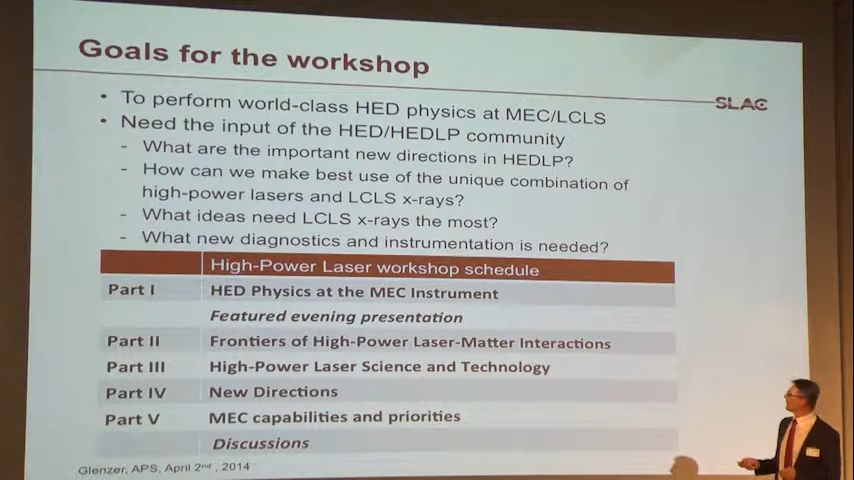 Goals for the workshop
SLAC
• To perform world-class HED physics at MEC/LCLS
• Need the input of the HED/HEDLP community
- What are the important new directions in HEDLP?
- How can we make best use of the unique combination of
high-power lasers and LCLS x-rays?
- What ideas need LCLS x-rays the most?
- What new diagnostics and instrumentation is needed?
High-Power Laser workshop schedule
Part I HED Physics at the MEC Instrument
Featured evening presentation
Part II Frontiers of High-Power Laser-Matter Interactions
Part III High-Power Laser Science and Technology
Part IV New Directions
Part V MEC capabilities and priorities
Discussions
Glenzer, APS, April 2nd , 2014